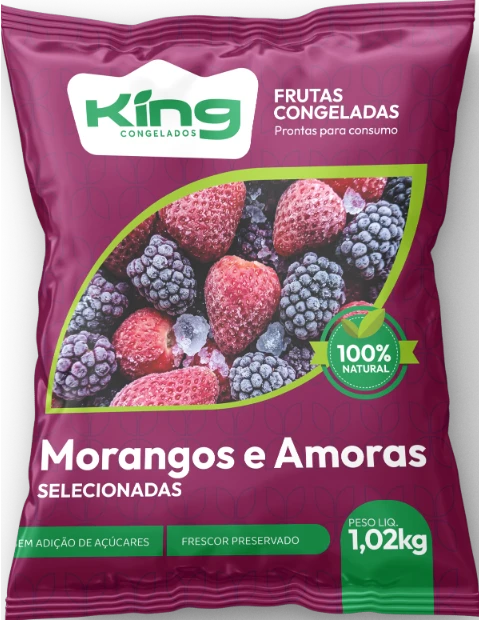 King
CONGELADOS
FRUTAS
CONGELADAS
Prontas para consumo
100%
NATURAL
Morangos e Amoras
SELECIONADAS
SEM ADIÇÃO DE AÇÚCARES
FRESCOR PRESERVADO
PESO LIQ.
1,02kg